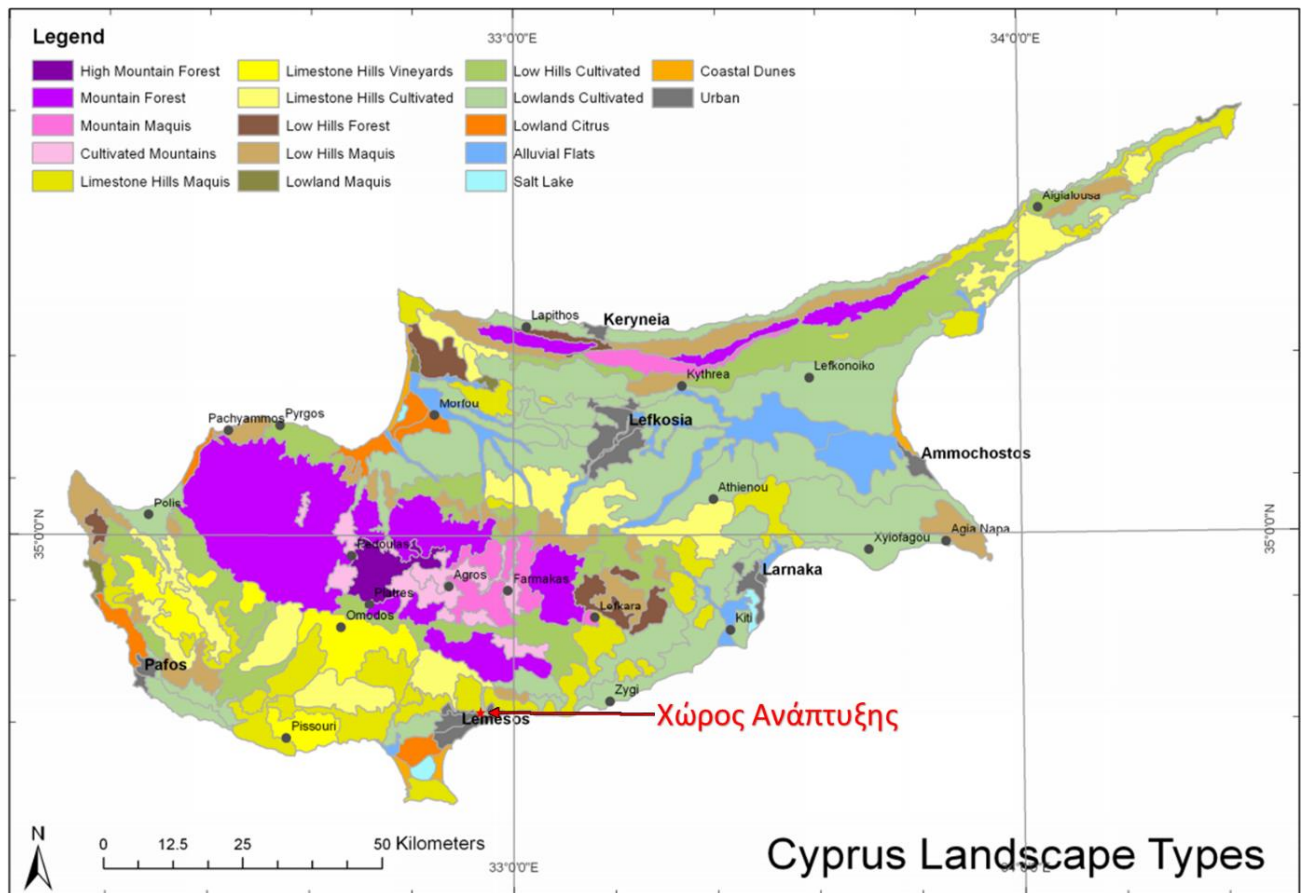 33°0'0"E
34°0'0"E
Legend
High Mountain Forest
Mountain Forest
Mountain Maquis
Cultivated Mountains
Limestone Hills Maquis
Limestone Hills Vineyards
Limestone Hills Cultivated
Low Hills Forest
Low Hills Maquis
Lowland Maquis
Low Hills Cultivated
Lowlands Cultivated
Lowland Citrus
Alluvial Flats
Salt Lake
Coastal Dunes
Urban
Aigialousa
Lapithos
Keryneia
Kythrea
Lefkonoiko
Morfou
Pachyammos
Pyrgos
Lefkosia
Ammochostos
Athienou
Polis
35°0'0"N
35°0'0"N
Xylofagou
Agia Napa
Pedoulas
Larnaka
Agros
Farmakas
Platres
Lefkara
Omodos
Kiti
Pafos
Zygi
Lemesos
Χώρος Ανάπτυξης
Pissouri
N
0 12.5 25 50 Kilometers
33°0'0"E
Cyprus Landscape Types